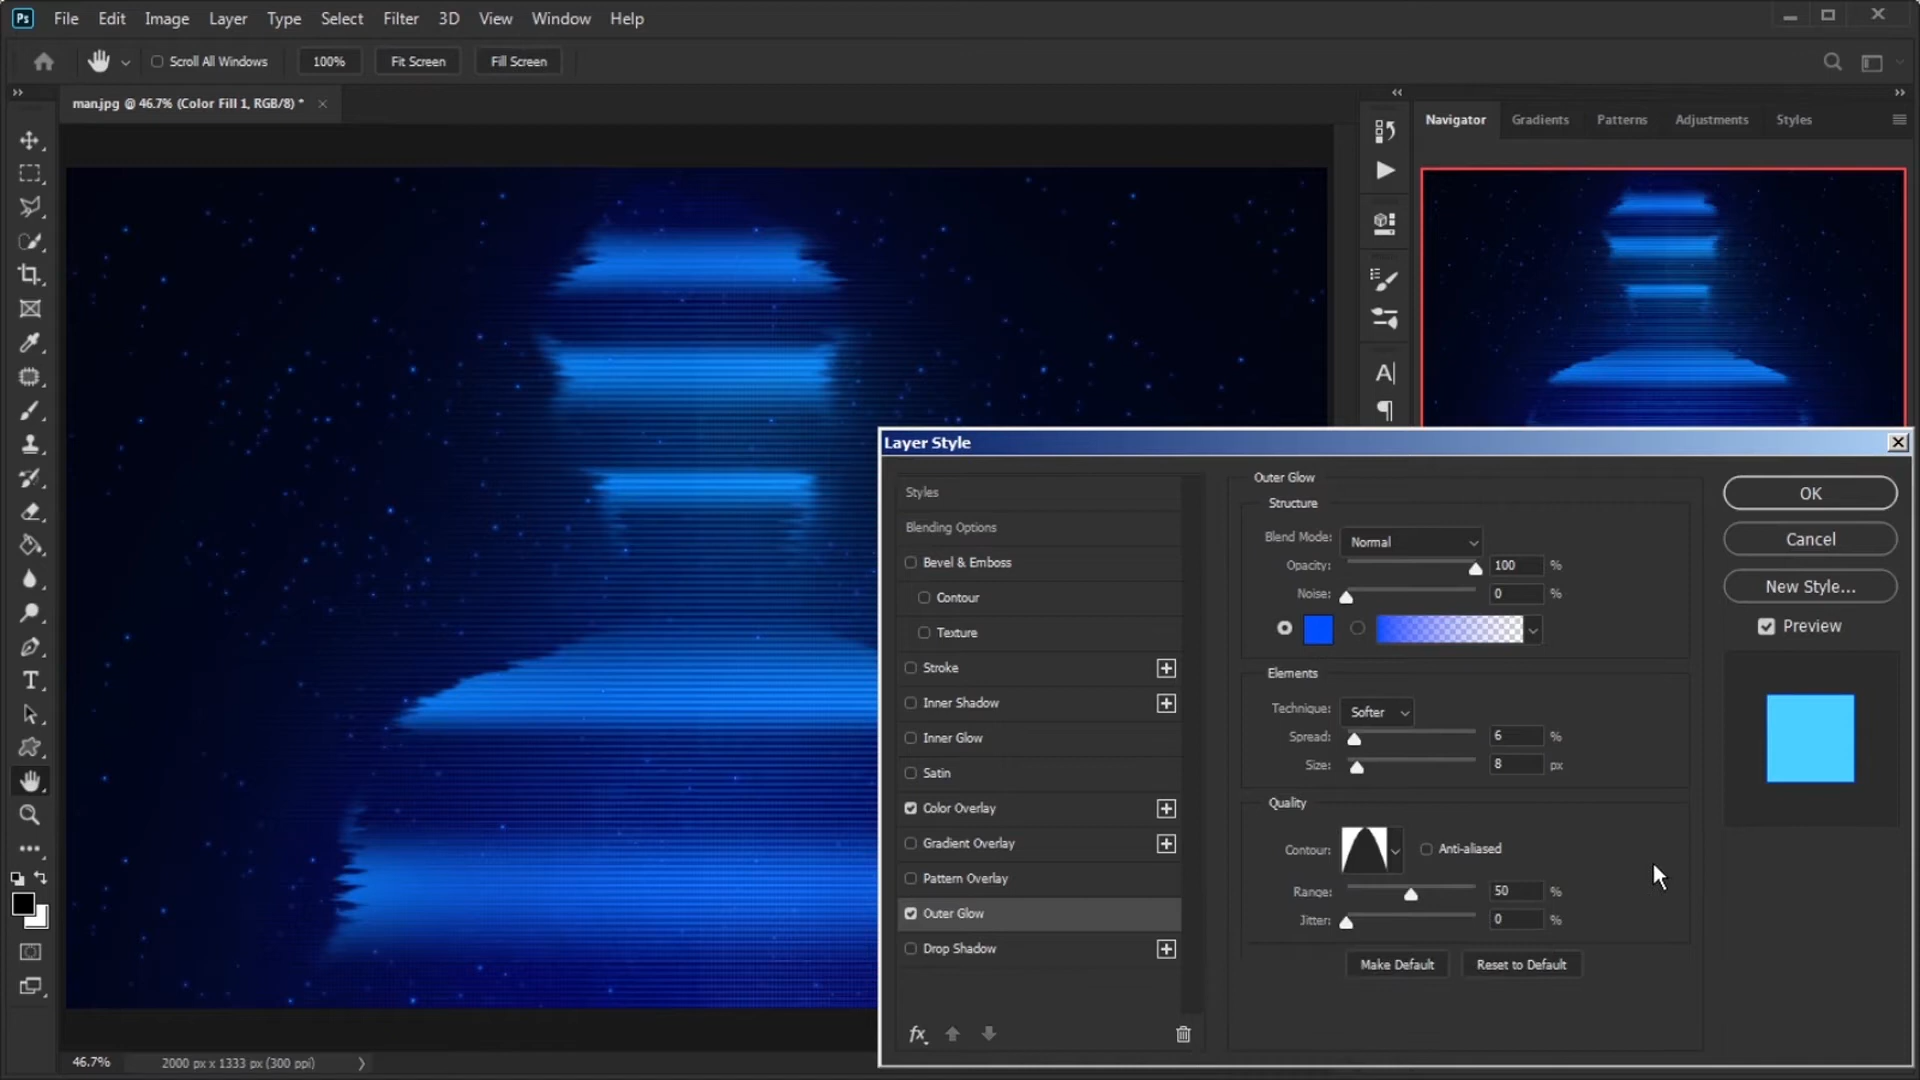 Ps File Edit Image Layer Type Select Filter 3D View Window Help
Scroll All Windows 100% Fit Screen Fill Screen
man.jpg @ 46.7% (Color Fill 1, RGB/8) *
Navigator Gradients Patterns Adjustments Styles
Layer Style
Styles
Blending Options
Bevel & Emboss
Contour
Texture
Stroke
Inner Shadow
Inner Glow
Satin
Color Overlay
Gradient Overlay
Pattern Overlay
Outer Glow
Drop Shadow
fx
Outer Glow
Structure
Blend Mode: Normal
Opacity: 100 %
Noise: 0 %
Elements
Technique: Softer
Spread: 6 %
Size: 8 px
Quality
Contour: Anti-aliased
Range: 50 %
Jitter: 0 %
Make Default Reset to Default
OK
Cancel
New Style...
Preview
46.7% 2000 px x 1333 px (300 ppi)